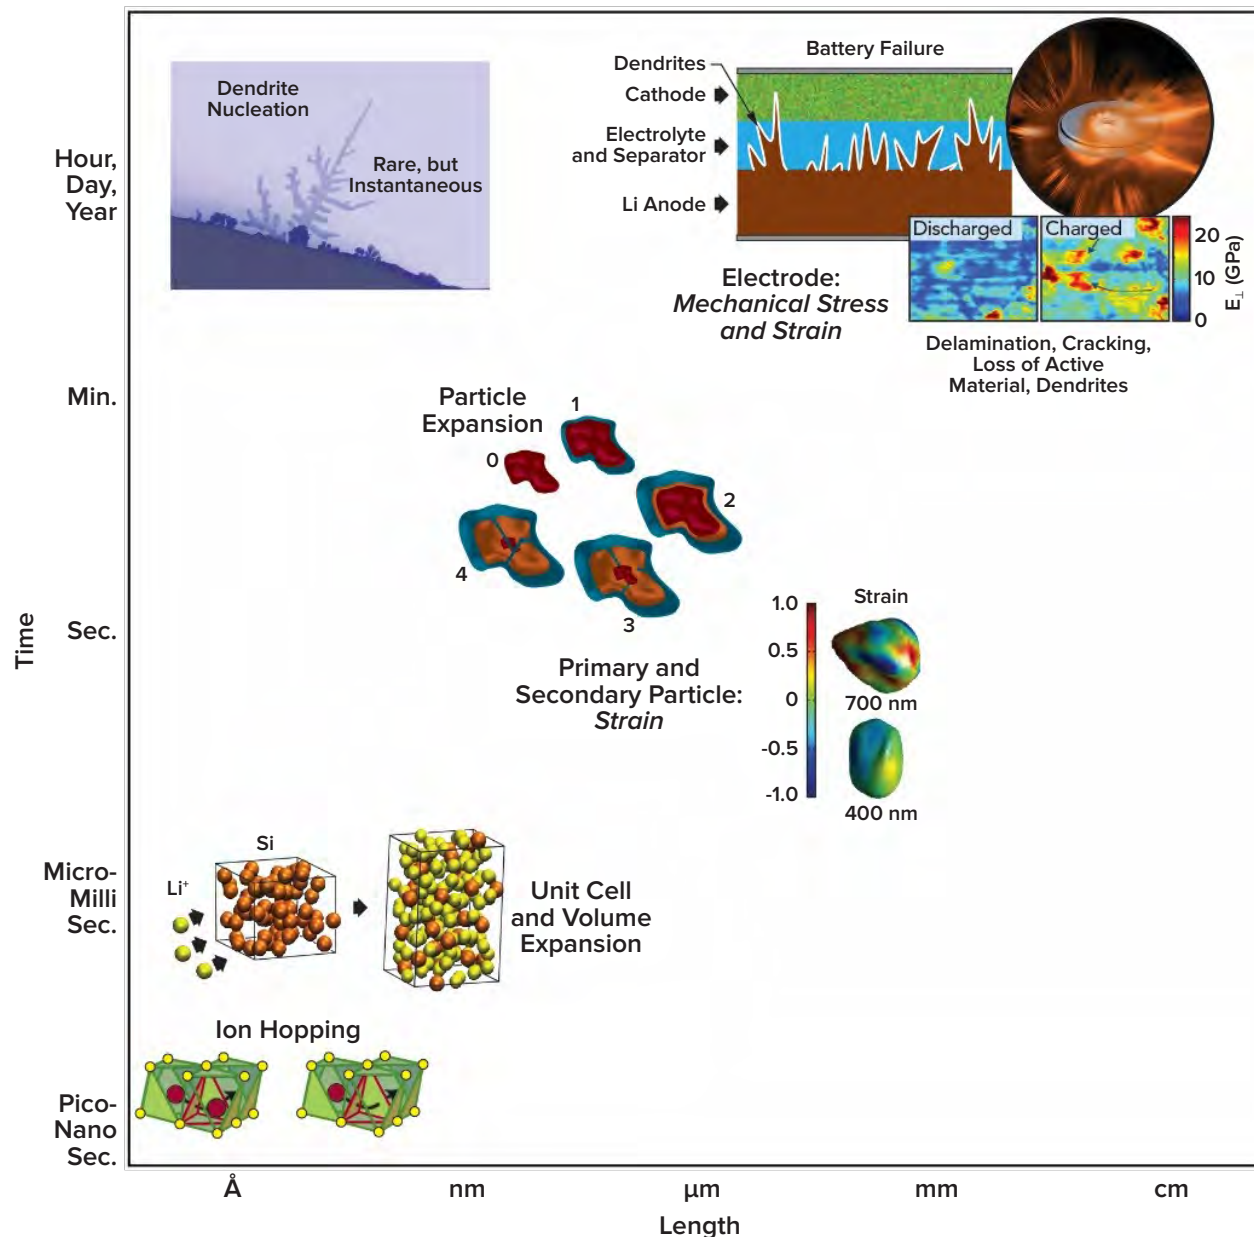 Battery Failure
Dendrites
Cathode
Electrolyte
and Separator
Li Anode
Dendrite
Nucleation
Rare, but
Instantaneous
Hour,
Day,
Year
Discharged
Charged
20
10
0
E⊥ (GPa)
Electrode:
Mechanical Stress
and Strain
Delamination, Cracking,
Loss of Active
Material, Dendrites
Min.
Particle
Expansion
0
1
2
3
4
Time
Sec.
Primary and
Secondary Particle:
Strain
1.0
0.5
0
-0.5
-1.0
Strain
700 nm
400 nm
Micro-
Milli
Sec.
Li⁺
Si
Unit Cell
and Volume
Expansion
Ion Hopping
Pico-
Nano
Sec.
Å
nm
µm
mm
cm
Length